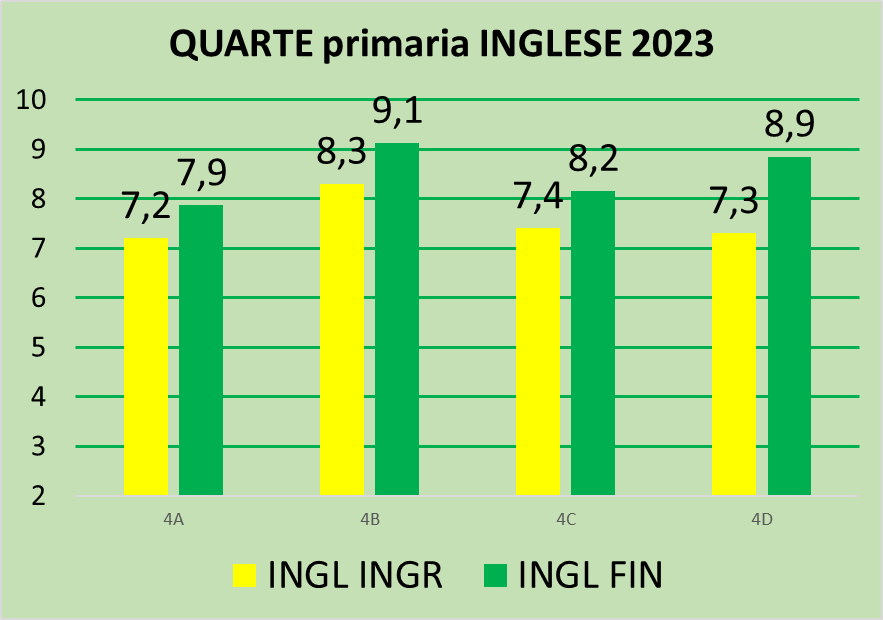 QUARTE primaria INGLESE 2023
10
9
8
7
6
5
4
3
2
7,2
7,9
8,3
9,1
7,4
8,2
7,3
8,9
4A
4B
4C
4D
INGL INGR
INGL FIN